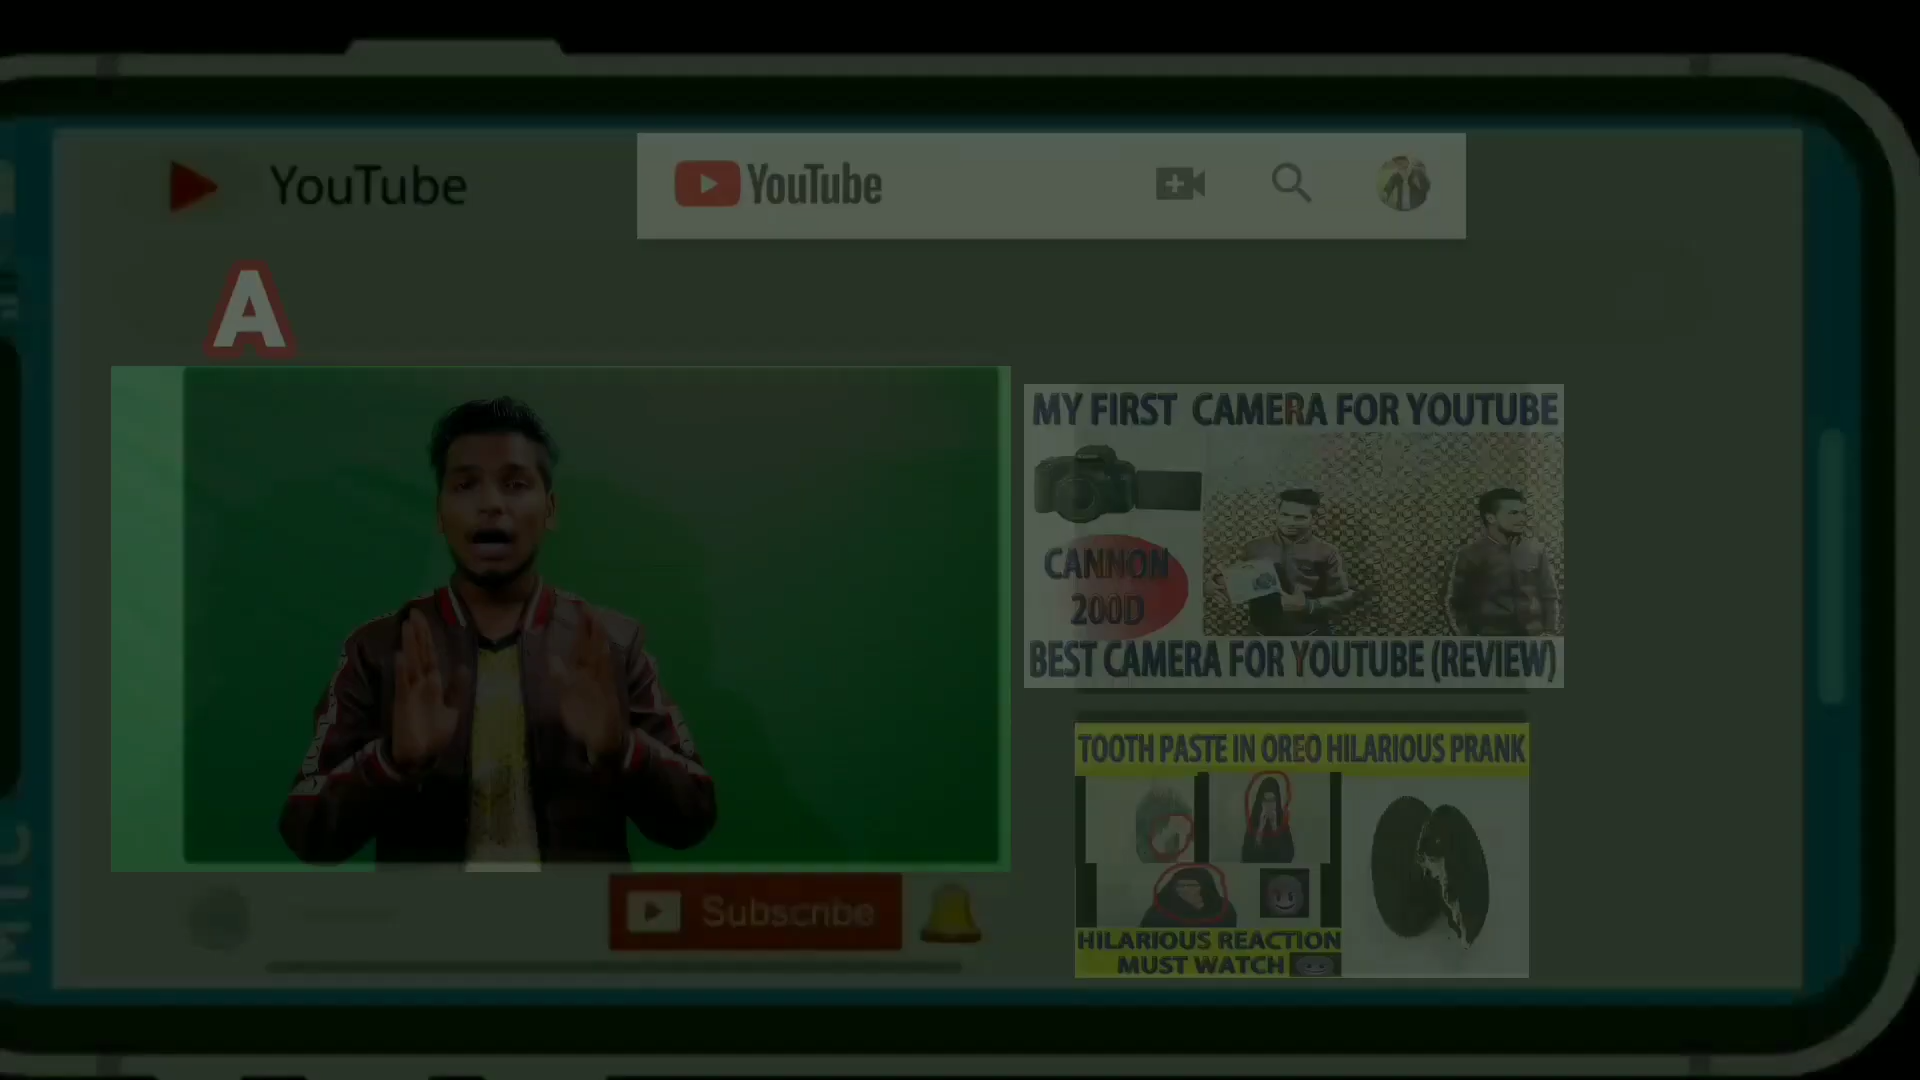 YouTube
YouTube
A
MY FIRST CAMERA FOR YOUTUBE
CANNON
200D
BEST CAMERA FOR YOUTUBE (REVIEW)
TOOTH PASTE IN OREO HILARIOUS PRANK
HILARIOUS REACTION
MUST WATCH
Subscribe